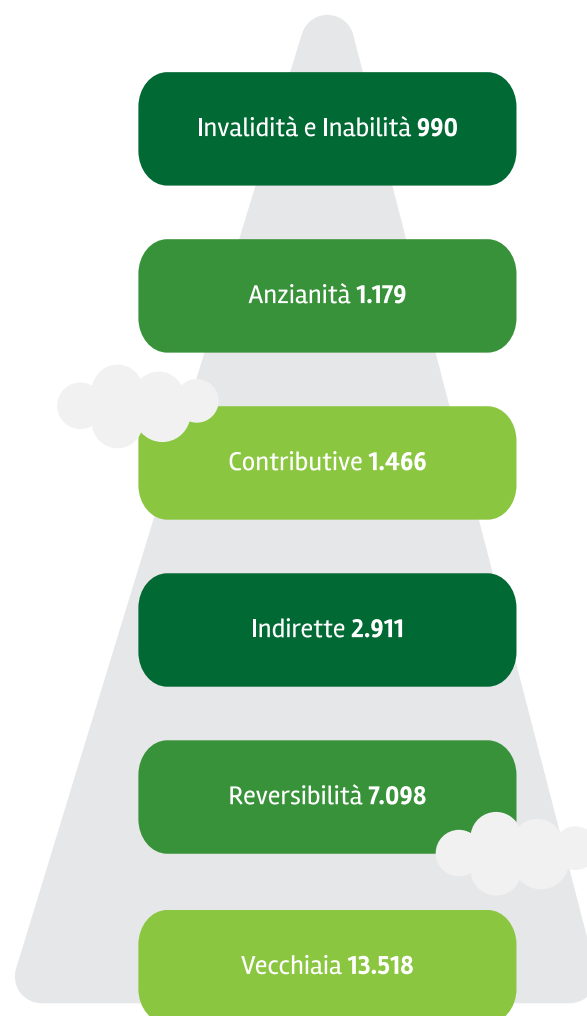 Invalidità e Inabilità 990
Anzianità 1.179
Contributive 1.466
Indirette 2.911
Reversibilità 7.098
Vecchiaia 13.518